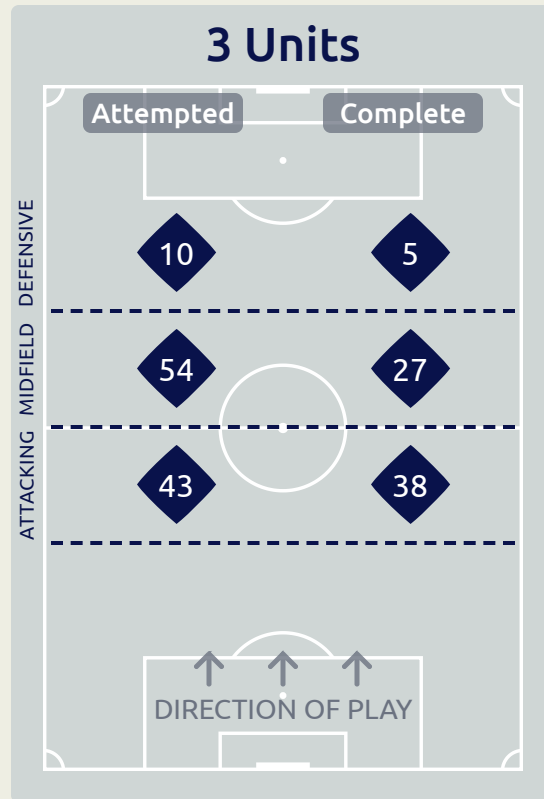 3 Units
Attempted Complete
DEFENSIVE
10 5
MIDFIELD
54 27
ATTACKING
43 38
DIRECTION OF PLAY